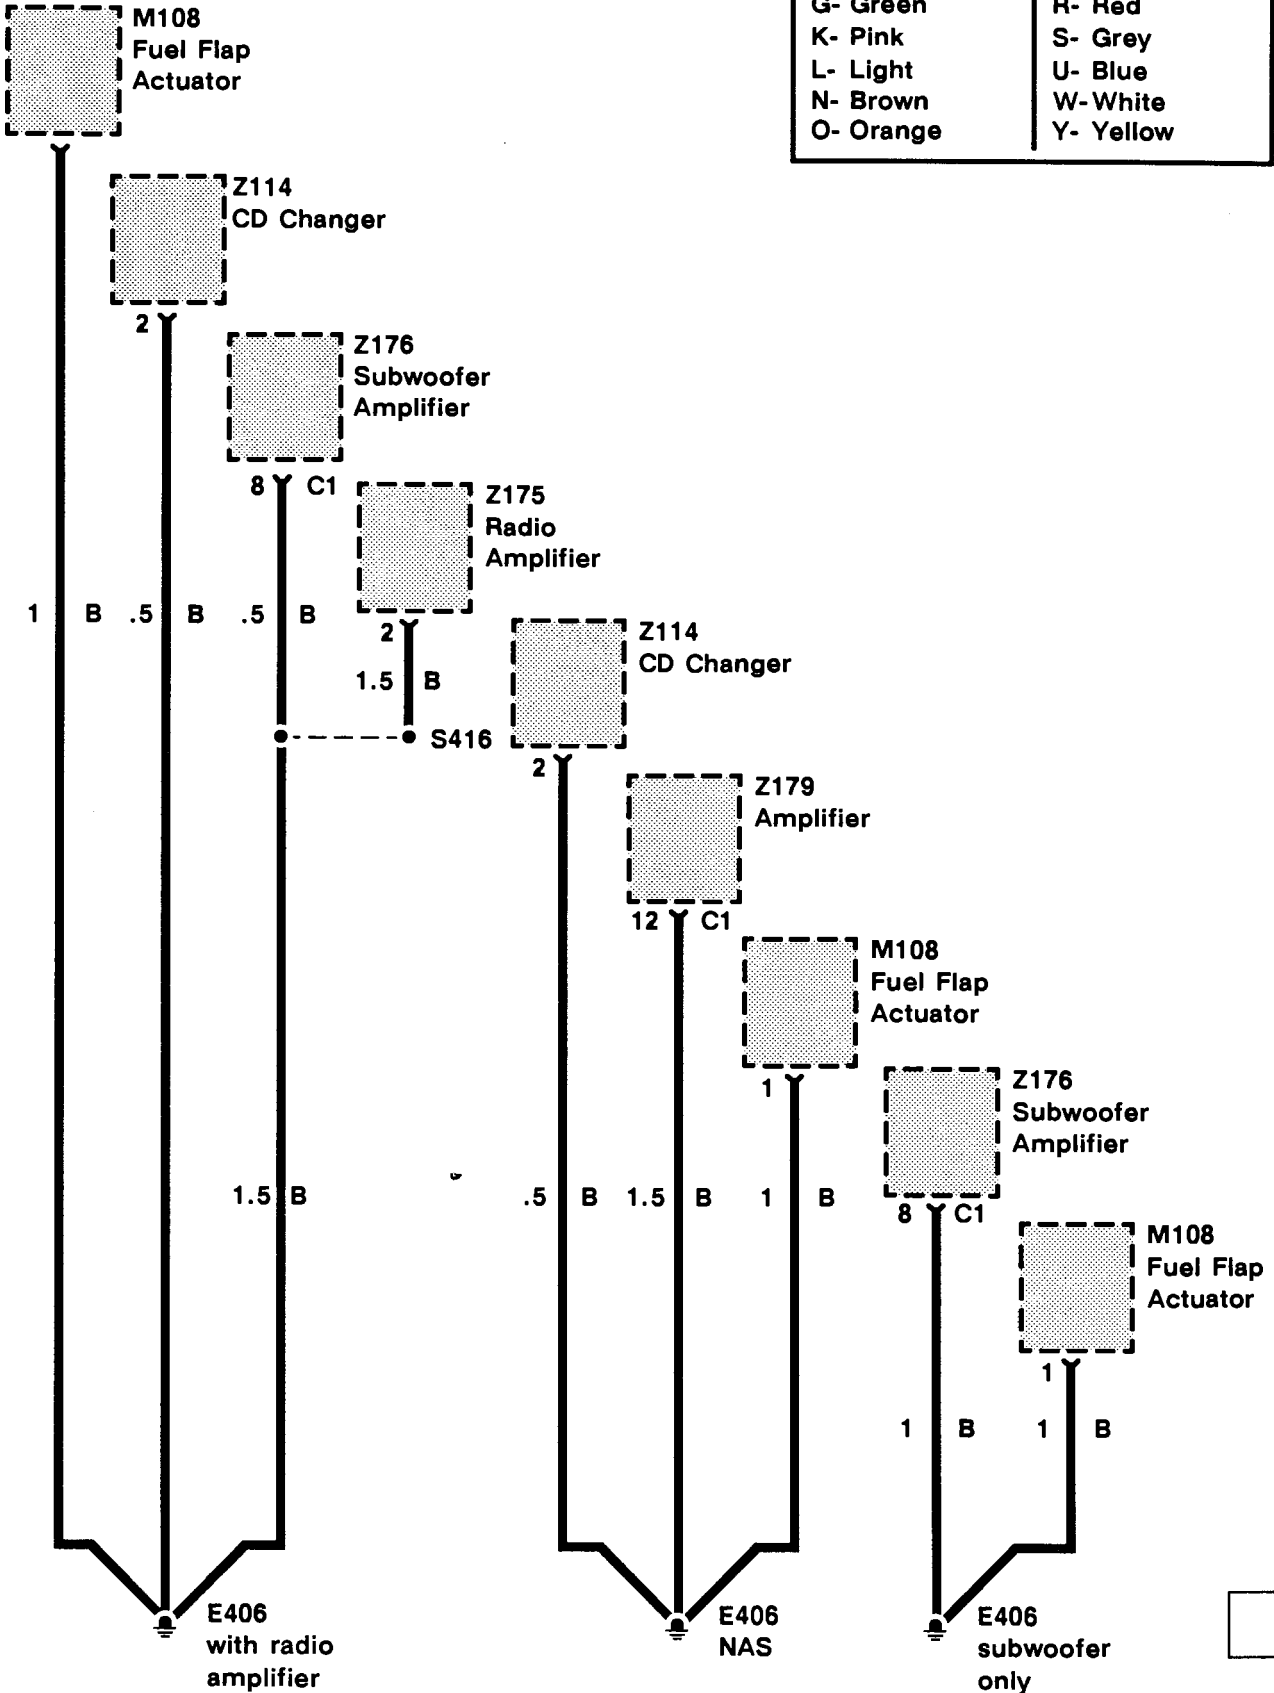 M108
Fuel Flap
Actuator
G- Green
K- Pink
L- Light
N- Brown
O- Orange
R- Red
S- Grey
U- Blue
W-White
Y- Yellow
Z114
CD Changer
2
Z176
Subwoofer
Amplifier
8 C1
Z175
Radio
Amplifier
2
1 B .5 B .5 B
1.5 B
S416
Z114
CD Changer
2
Z179
Amplifier
12 C1
M108
Fuel Flap
Actuator
1
Z176
Subwoofer
Amplifier
8 C1
1.5 B
.5 B 1.5 B 1 B
M108
Fuel Flap
Actuator
1
1 B 1 B
E406
with radio
amplifier
E406
NAS
E406
subwoofer
only